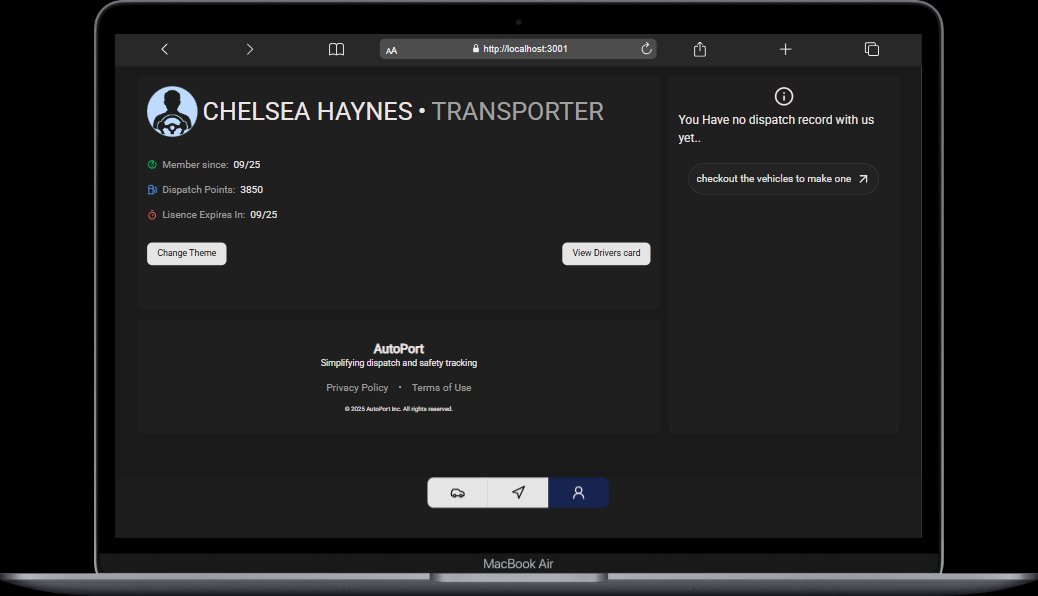 AA
http://localhost:3001
CHELSEA HAYNES • TRANSPORTER
Member since: 09/25
Dispatch Points: 3850
Lisence Expires In: 09/25
Change Theme
View Drivers card
You Have no dispatch record with us
yet..
checkout the vehicles to make one
AutoPort
Simplifying dispatch and safety tracking
Privacy Policy • Terms of Use
© 2025 AutoPort Inc. All rights reserved.
MacBook Air